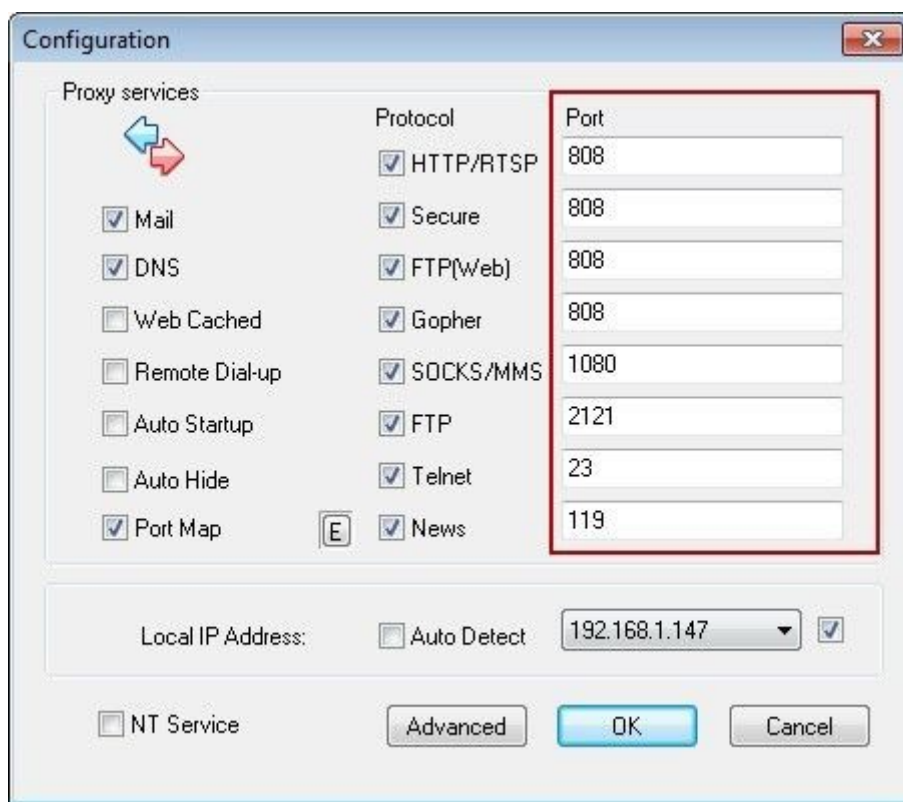 Configuration
Proxy services
Protocol Port
HTTP/RTSP 808
Mail Secure 808
DNS FTP(Web) 808
Web Cached Gopher 808
Remote Dial-up SOCKS/MMS 1080
Auto Startup FTP 2121
Auto Hide Telnet 23
Port Map E News 119
Local IP Address: Auto Detect 192.168.1.147
NT Service Advanced OK Cancel